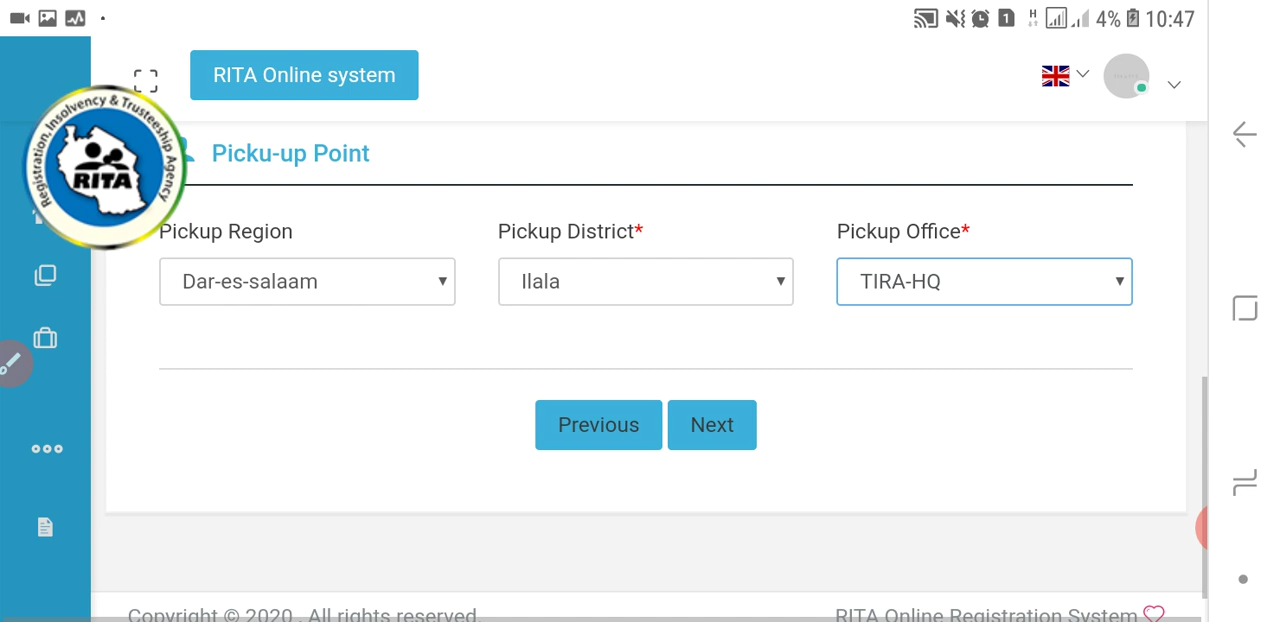 4% 10:47
RITA Online system
Registration, Insolvency & Trusteeship Agency
RITA
Picku-up Point
Pickup Region
Pickup District*
Pickup Office*
Dar-es-salaam
Ilala
TIRA-HQ
Previous
Next
Copyright © 2020 . All rights reserved
RITA Online Registration System